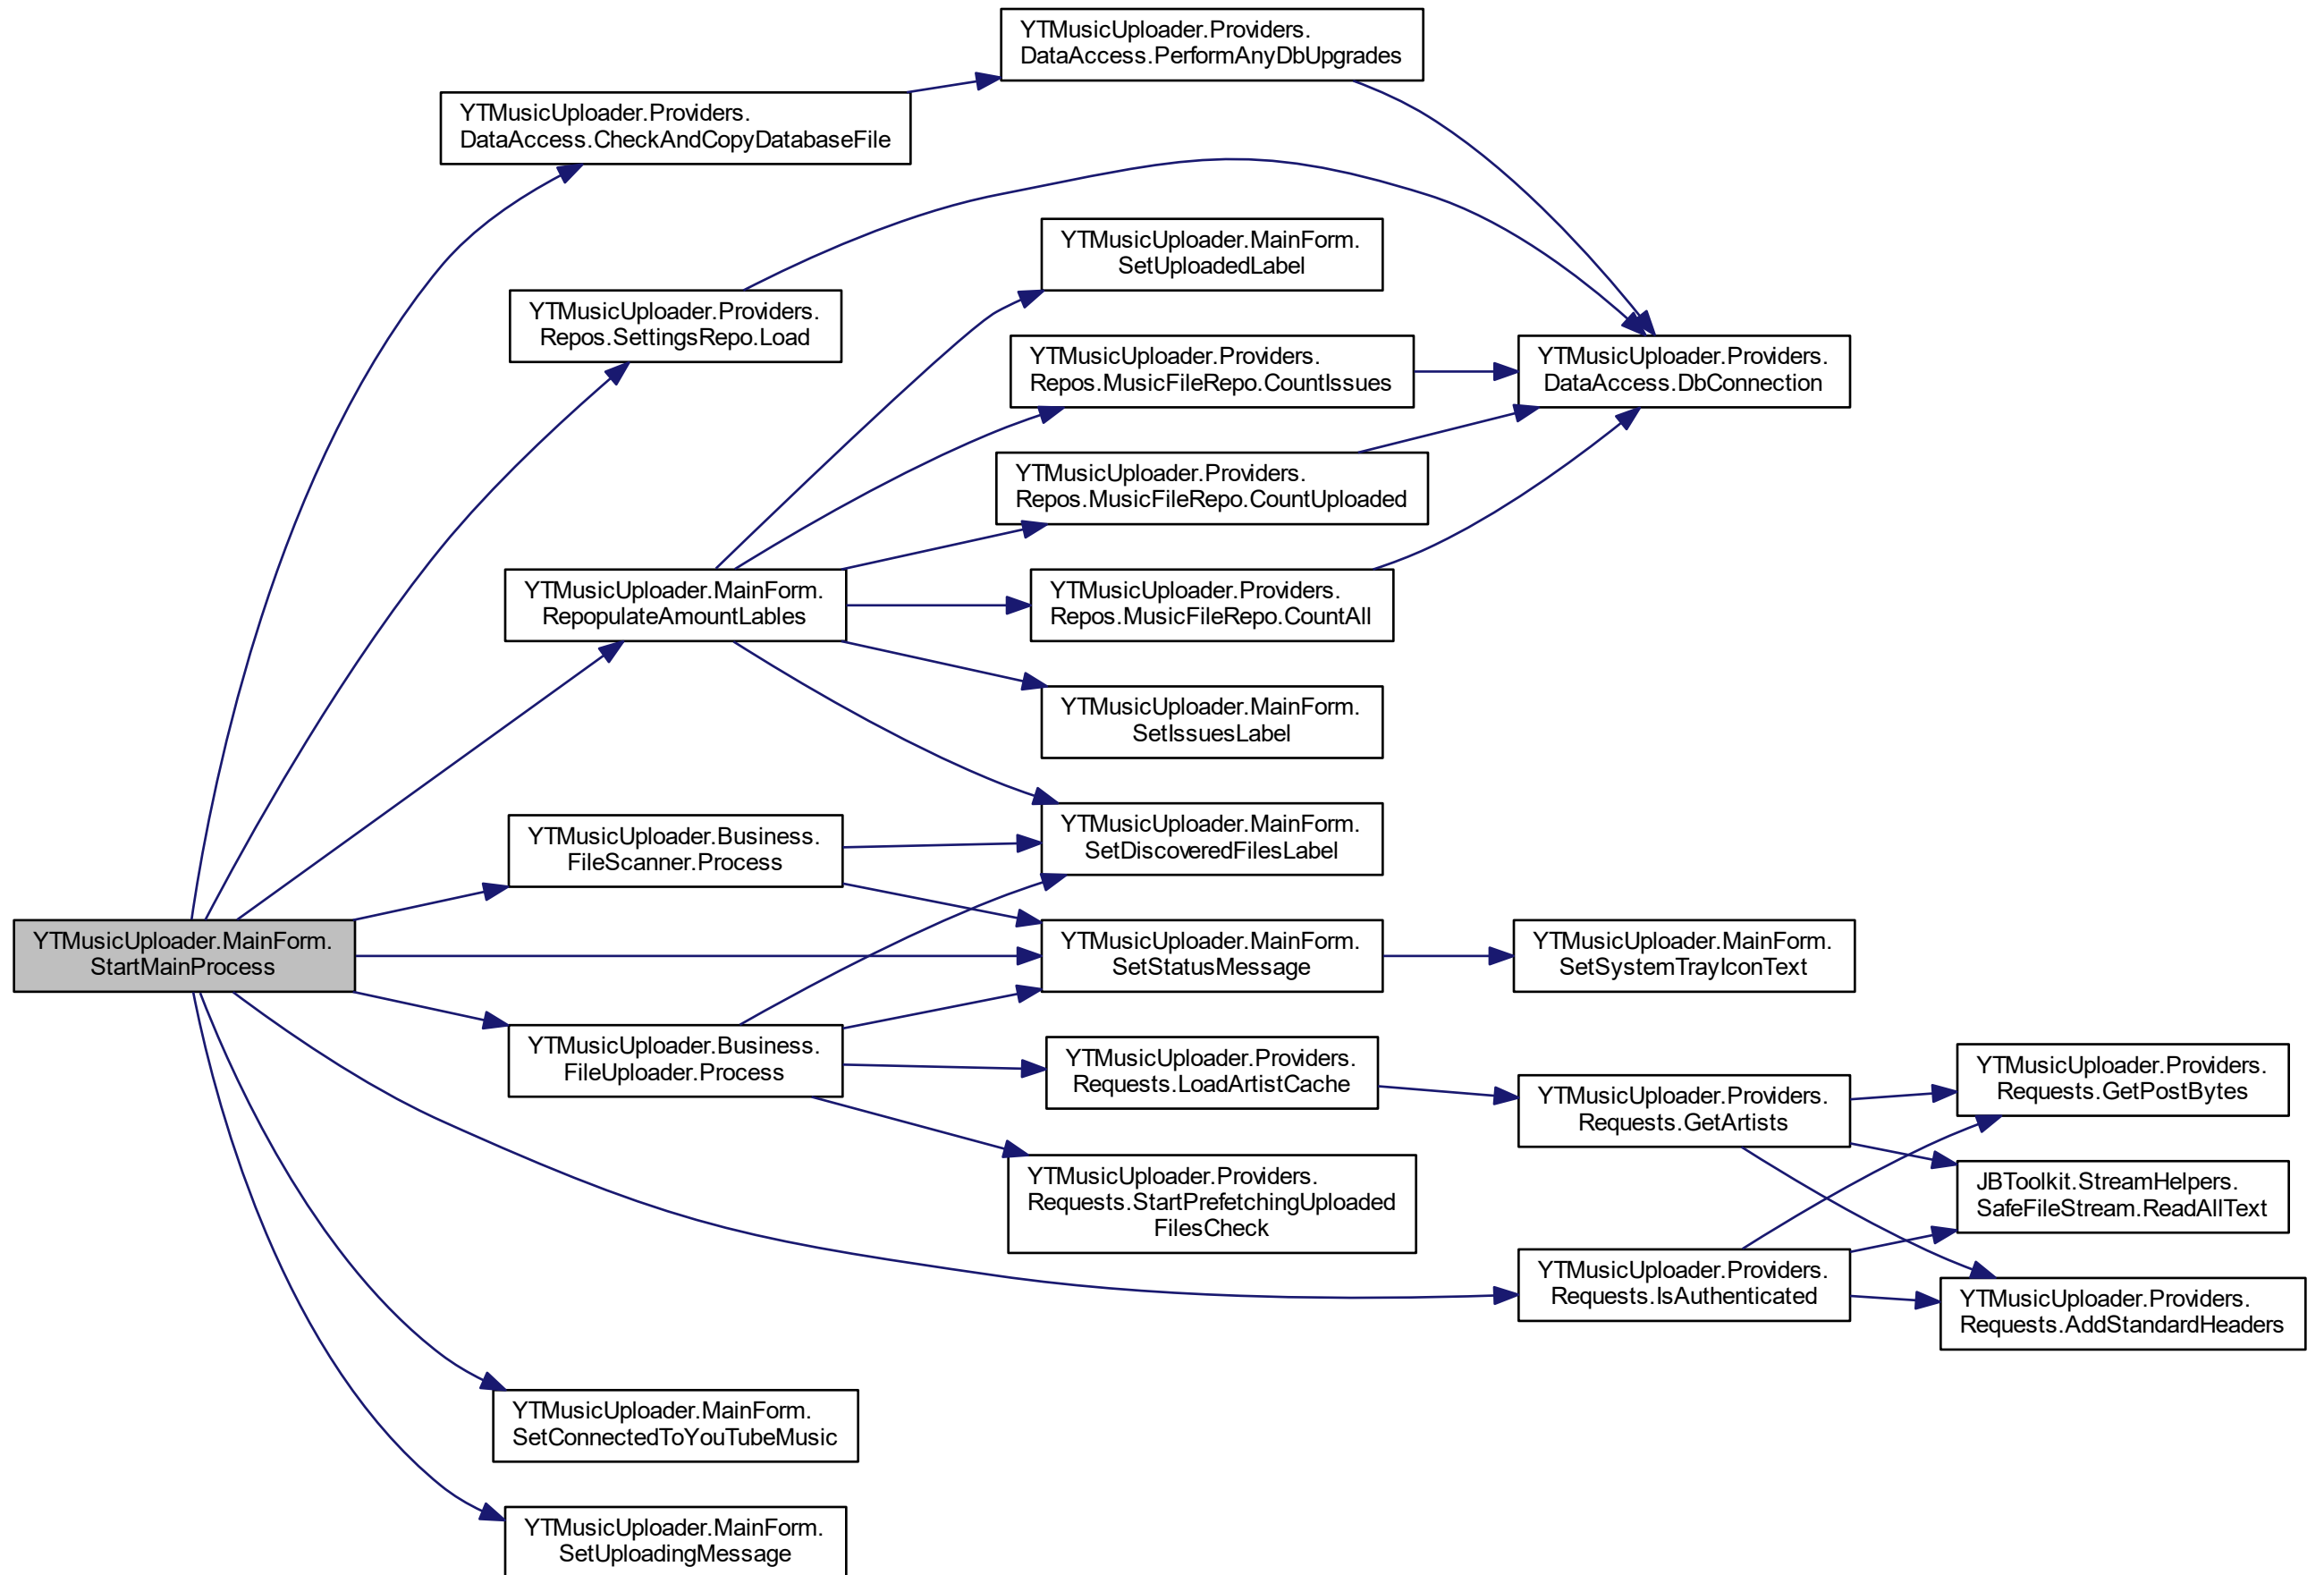 YTMusicUploader.Providers.
DataAccess.PerformAnyDbUpgrades
YTMusicUploader.Providers.
DataAccess.CheckAndCopyDatabaseFile
YTMusicUploader.MainForm.
SetUploadedLabel
YTMusicUploader.Providers.
Repos.SettingsRepo.Load
YTMusicUploader.Providers.
Repos.MusicFileRepo.CountIssues
YTMusicUploader.Providers.
DataAccess.DbConnection
YTMusicUploader.Providers.
Repos.MusicFileRepo.CountUploaded
YTMusicUploader.MainForm.
RepopulateAmountLables
YTMusicUploader.Providers.
Repos.MusicFileRepo.CountAll
YTMusicUploader.MainForm.
SetIssuesLabel
YTMusicUploader.Business.
FileScanner.Process
YTMusicUploader.MainForm.
SetDiscoveredFilesLabel
YTMusicUploader.MainForm.
StartMainProcess
YTMusicUploader.MainForm.
SetStatusMessage
YTMusicUploader.MainForm.
SetSystemTrayIconText
YTMusicUploader.Business.
FileUploader.Process
YTMusicUploader.Providers.
Requests.LoadArtistCache
YTMusicUploader.Providers.
Requests.GetArtists
YTMusicUploader.Providers.
Requests.GetPostBytes
YTMusicUploader.Providers.
Requests.StartPrefetchingUploaded
FilesCheck
JBToolkit.StreamHelpers.
SafeFileStream.ReadAllText
YTMusicUploader.Providers.
Requests.IsAuthenticated
YTMusicUploader.Providers.
Requests.AddStandardHeaders
YTMusicUploader.MainForm.
SetConnectedToYouTubeMusic
YTMusicUploader.MainForm.
SetUploadingMessage